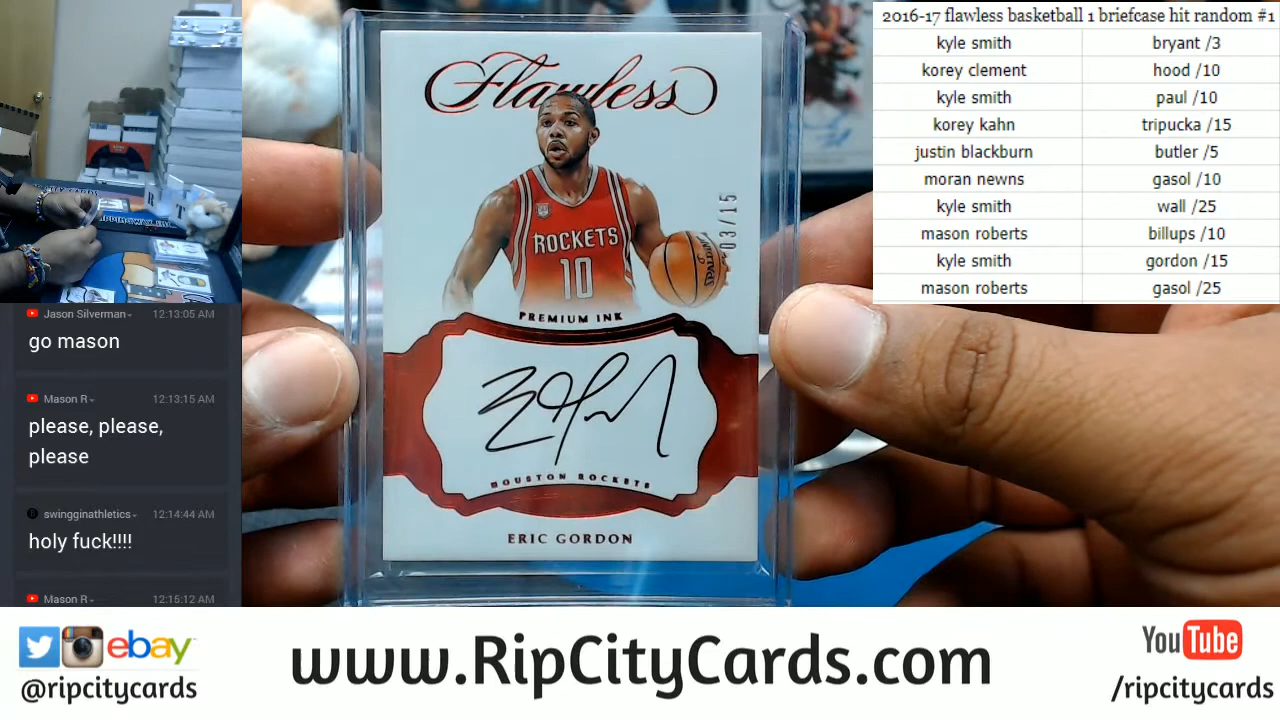 2016-17 flawless basketball 1 briefcase hit random #1
kyle smith bryant /3
korey clement hood /10
kyle smith paul /10
korey kahn tripucka /15
justin blackburn butler /5
moran newns gasol /10
kyle smith wall /25
mason roberts billups /10
kyle smith gordon /15
mason roberts gasol /25
Flawless
03/15
ROCKETS
10
SPALDING
PREMIUM INK
HOUSTON ROCKETS
ERIC GORDON
Jason Silverman 12:13:05 AM
go mason
Mason R 12:13:15 AM
please, please,
please
swingginathletics 12:14:44 AM
holy fuck!!!!
Mason R 12:15:12 AM
ebay
@ripcitycards
www.RipCityCards.com
YouTube
/ripcitycards